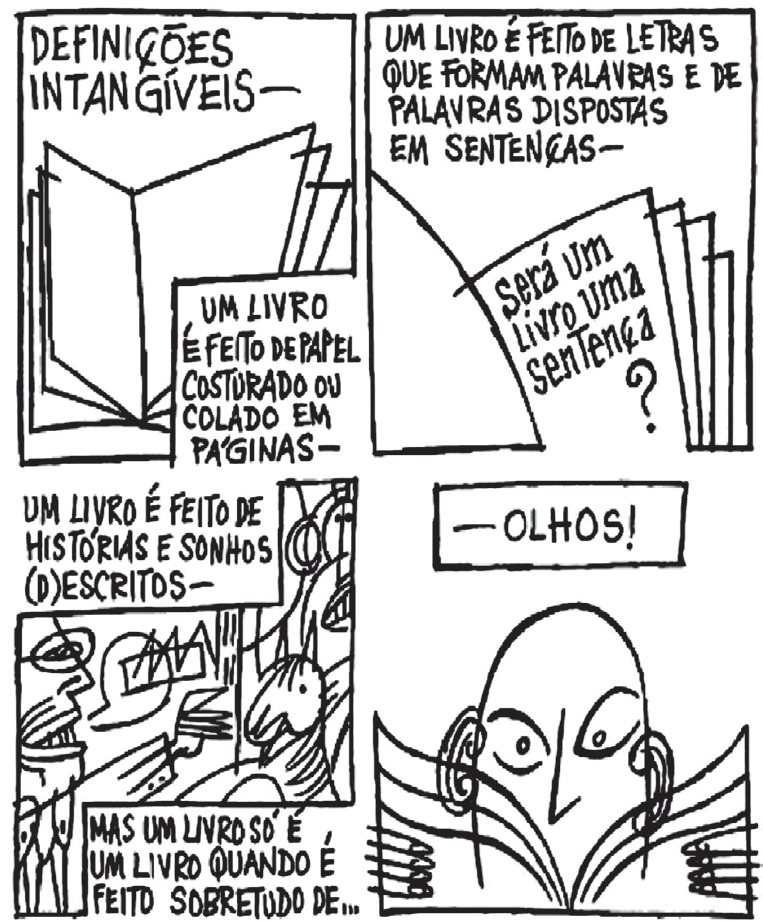 DEFINIÇÕES
INTANGÍVEIS—
UM LIVRO
É FEITO DE PAPEL
COSTURADO OU
COLADO EM
PÁGINAS—
UM LIVRO É FEITO DE LETRAS
QUE FORMAM PALAVRAS E DE
PALAVRAS DISPOSTAS
EM SENTENÇAS—
Será um
Livro uma
sentença
?
UM LIVRO É FEITO DE
HISTÓRIAS E SONHOS
(D)ESCRITOS—
MAS UM LIVRO SÓ É
UM LIVRO QUANDO É
FEITO SOBRETUDO DE...
— OLHOS!